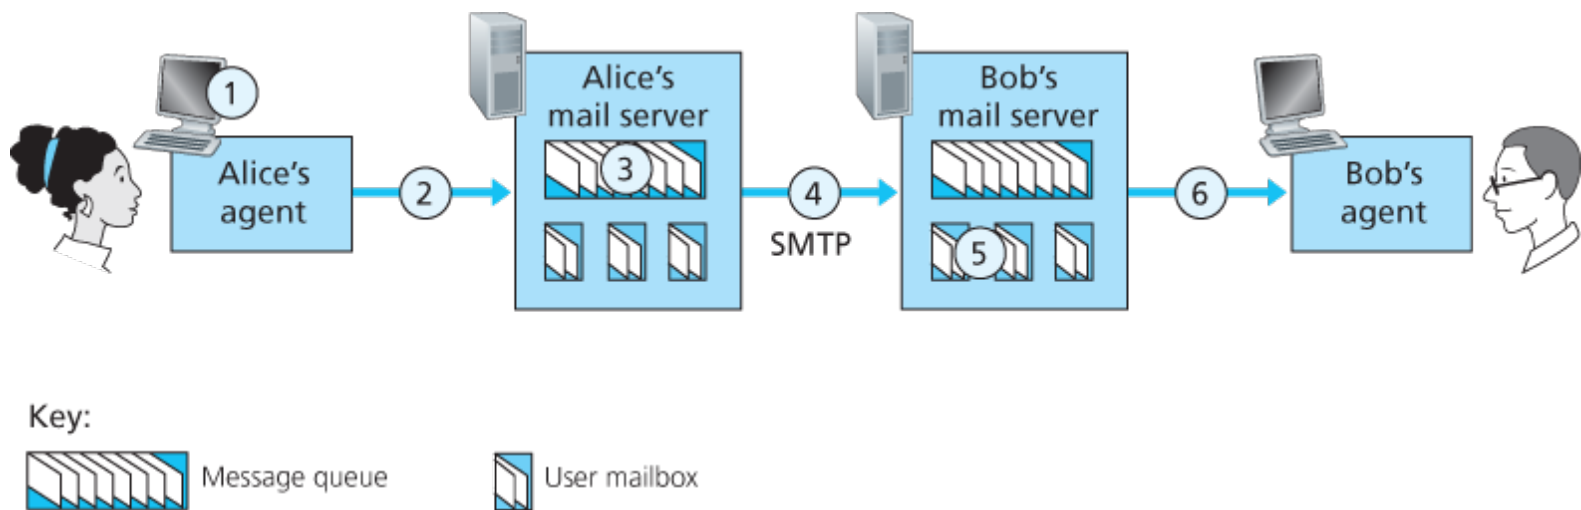 1
Alice's
agent
2
Alice's
mail server
3
4
SMTP
Bob's
mail server
5
6
Bob's
agent
Key:
Message queue
User mailbox